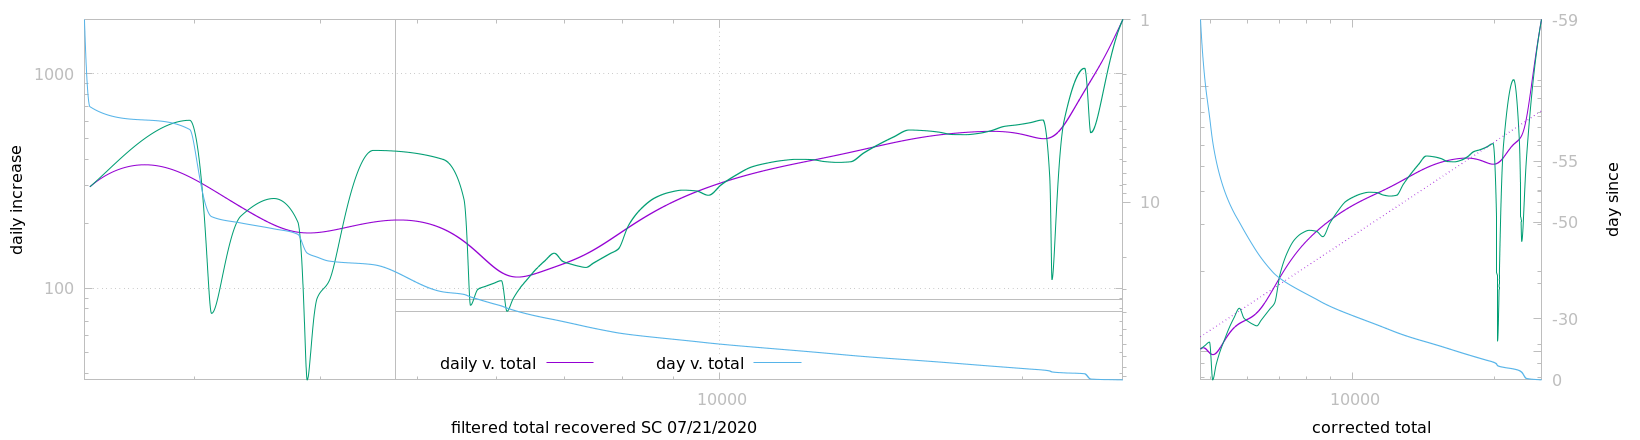 daily increase
1000
100
1
10
daily v. total
day v. total
10000
filtered total recovered SC 07/21/2020
-59
-55
-50
-30
0
day since
10000
corrected total